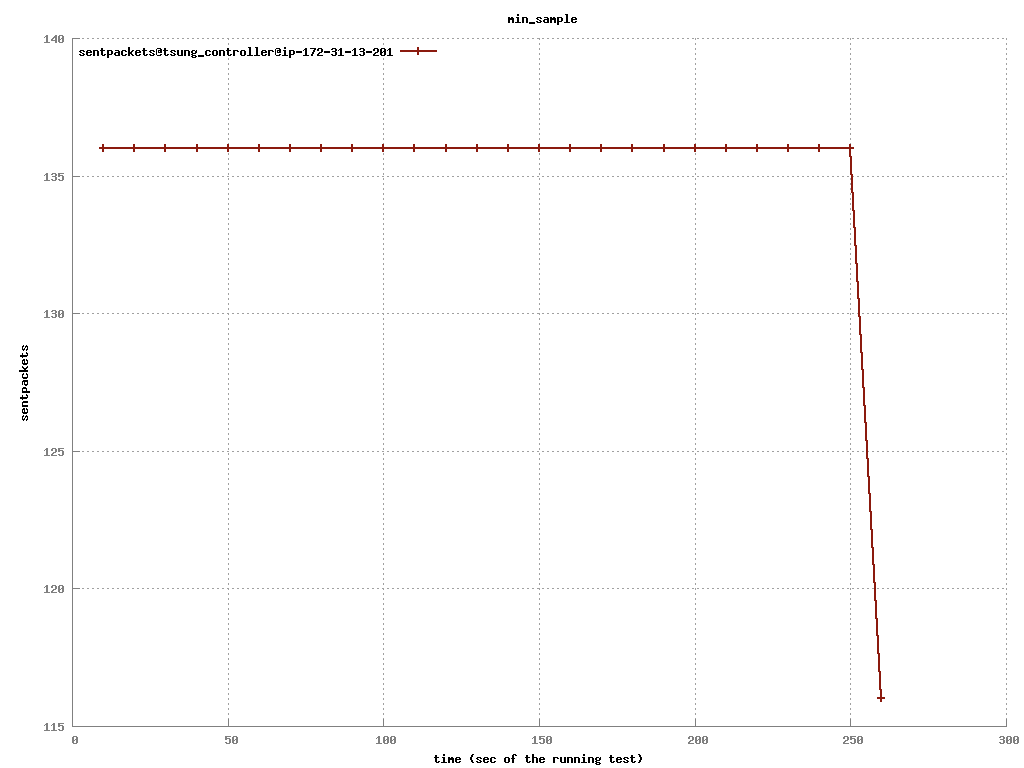 min_sample
140
sentpackets@tsung_controller@ip-172-31-13-201
135
130
sentpackets
125
120
115
0 50 100 150 200 250 300
time (sec of the running test)